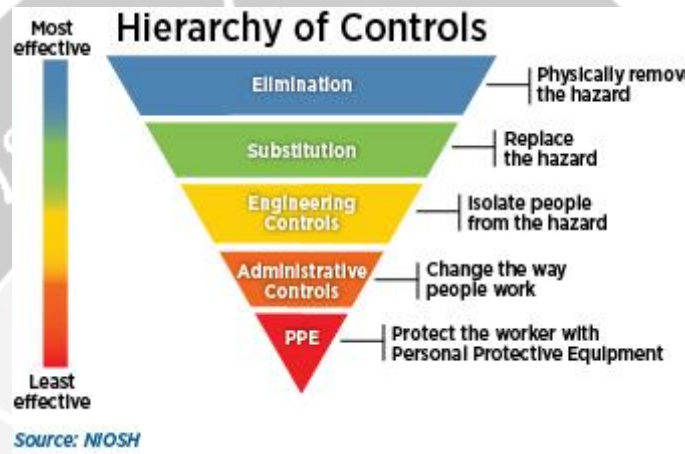 Hierarchy of Controls
Most
effective
Elimination
Physically remove
the hazard
Substitution
Replace
the hazard
Engineering
Controls
Isolate people
from the hazard
Administrative
Controls
Change the way
people work
PPE
Protect the worker with
Personal Protective Equipment
Least
effective
Source: NIOSH